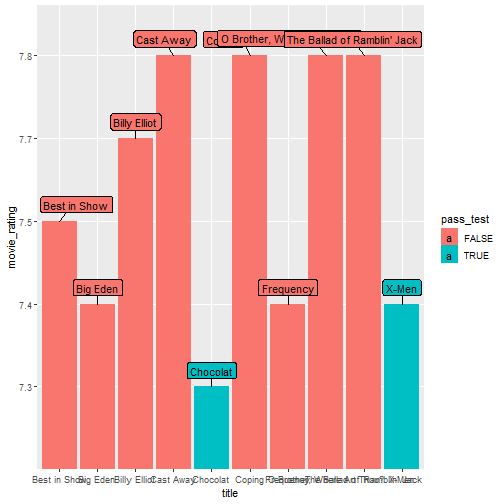 Cast Away
Co
O Brother, W
The Ballad of Ramblin' Jack
Billy Elliot
Best in Show
Big Eden
Frequency
X-Men
Chocolat
7.8
7.7
7.5
7.4
7.3
movie_rating
Best in Show Big Eden Billy Elliot Cast Away Chocolat Coping
title
pass_test
a FALSE
a TRUE